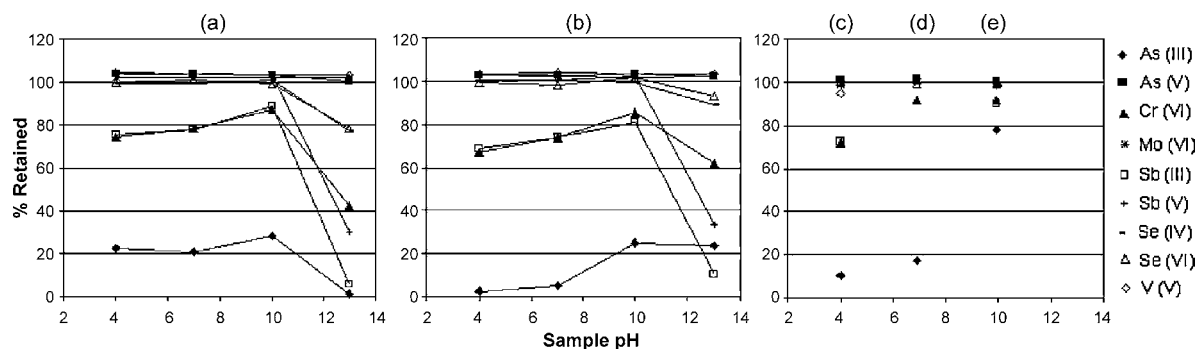 (a) (b) (c) (d) (e)
120 120 120
100 100 100
80 80 80
60 60 60
40 40 40
20 20 20
0 0 0
2 4 6 8 10 12 14 2 4 6 8 10 12 14 2 4 6 8 10 12 14
% Retained
Sample pH
As (III)
As (V)
Cr (VI)
Mo (VI)
Sb (III)
Sb (V)
Se (IV)
Se (VI)
V (V)